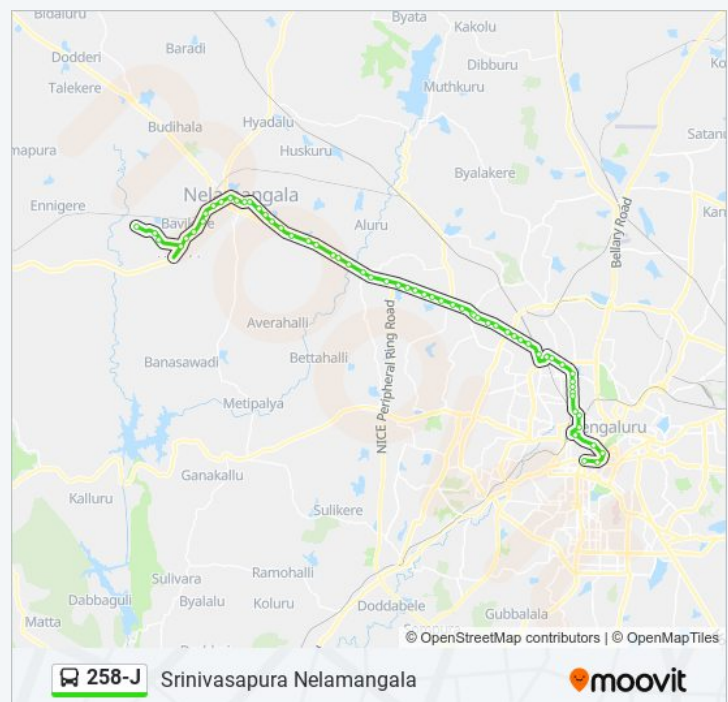 Bidaluru
Byata
Kakolu
Baradi
Dodderi
Dibburu
Talekere
Muthkuru
Budihala
Hyadalu
Satanu
mapura
Huskuru
Byalakere
Nelamangala
Ennigere
Bavikere
Aluru
Bellary Road
Averahalli
NICE Peripheral Ring Road
Banasawadi
Bettahalli
Metipalya
Bengaluru
Ganakallu
Kalluru
Sulikere
Ramohalli
Sulivara
Dabbaguli
Byalalu
Koluru
Doddabele
Matta
Gubbalala
© OpenStreetMap contributors | © OpenMapTiles
258-J Srinivasapura Nelamangala
moovit